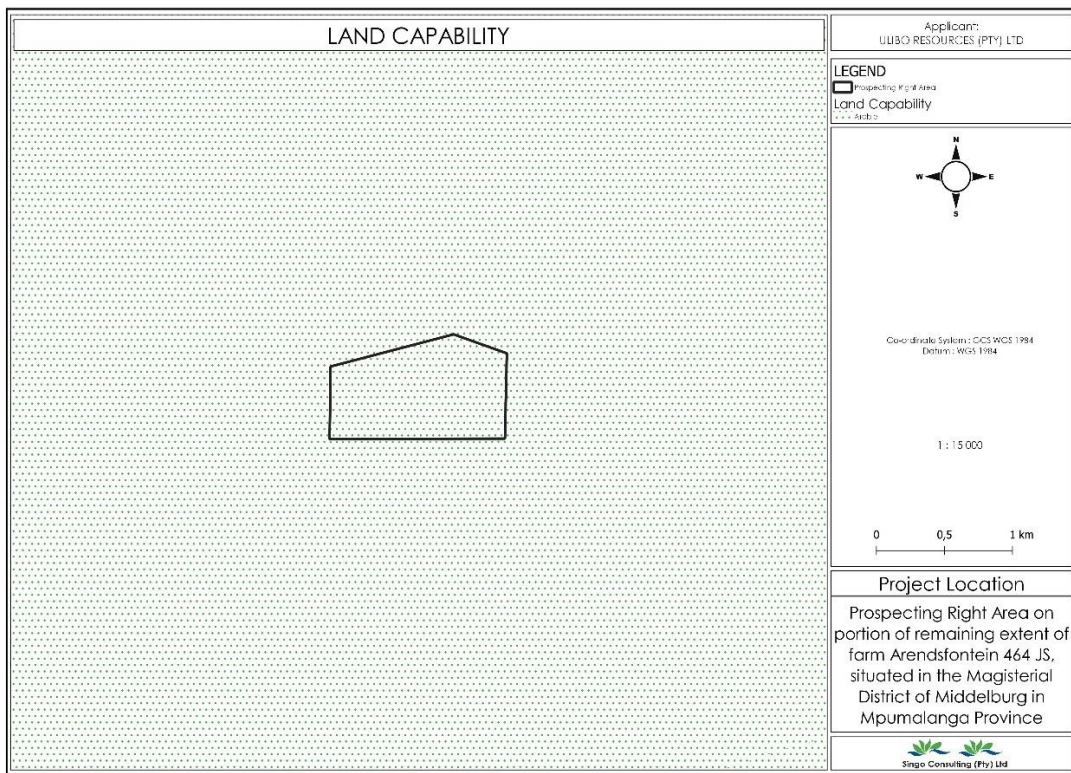 LAND CAPABILITY
Applicant:
ULIBO RESOURCES (PTY) LTD
LEGEND
Prospecting Right Area
Land Capability
Arable
N
W
E
S
Co-ordinate System : GCS WGS 1984
Datum : WGS 1984
1 : 15 000
0 0,5 1 km
Project Location
Prospecting Right Area on
portion of remaining extent of
farm Arendsfontein 464 JS,
situated in the Magisterial
District of Middelburg in
Mpumalanga Province
Singo Consulting (Pty) Ltd